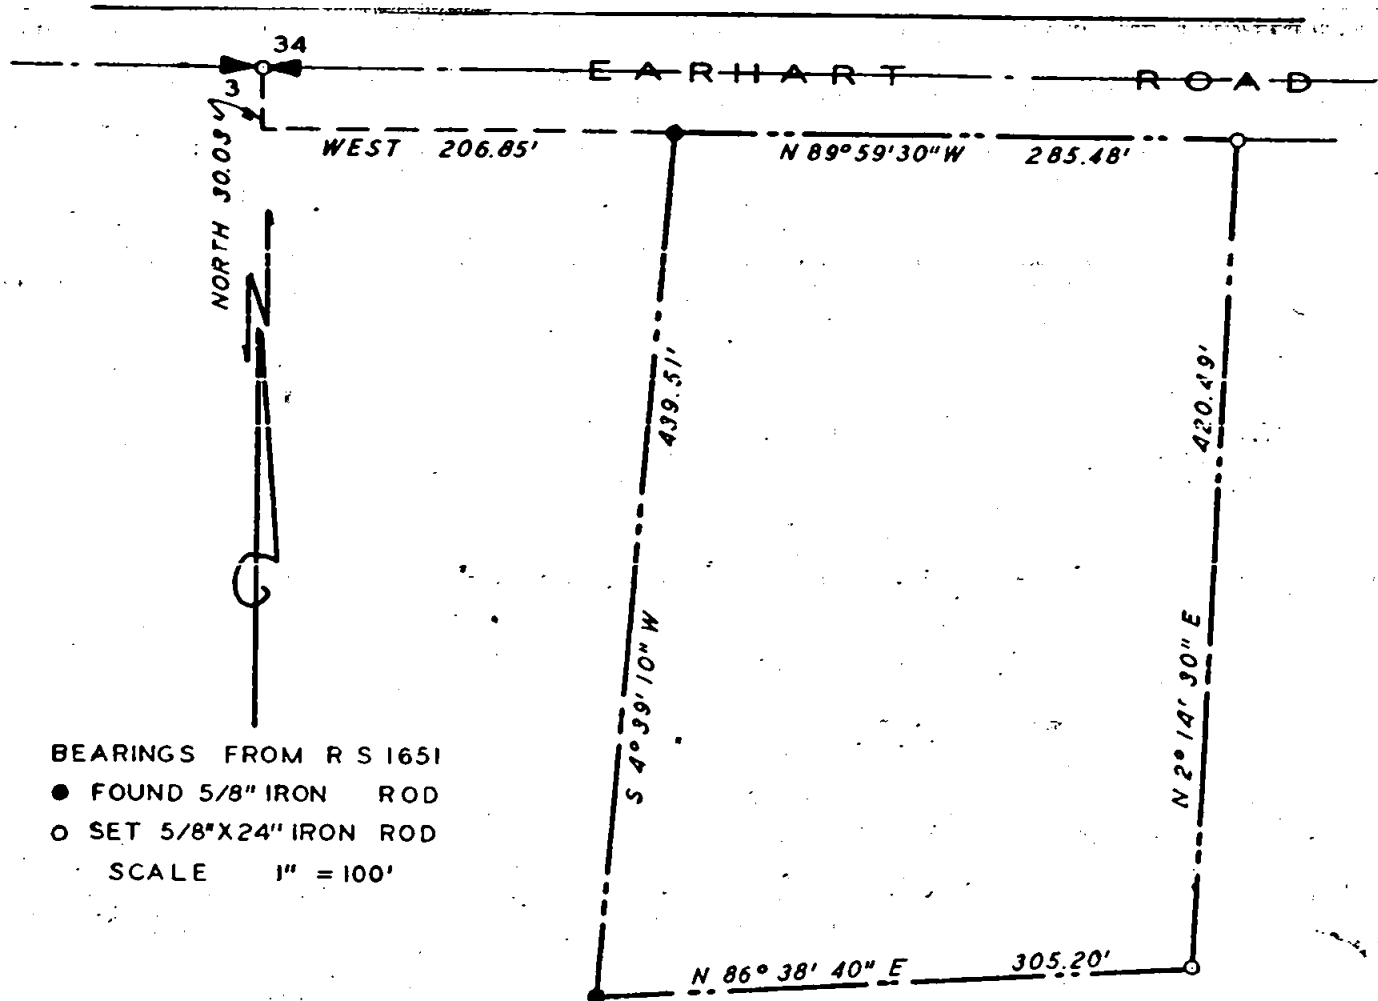 34
3
EARHART ROAD
NORTH 30.03'
WEST 206.85'
N 89°59'30"W 285.48'
N
439.51'
S 4°39'10"W
420.49'
N 2°14'30"E
BEARINGS FROM R S 1651
● FOUND 5/8" IRON ROD
○ SET 5/8"X24" IRON ROD
SCALE 1" = 100'
N 86°38'40"E 305.20'